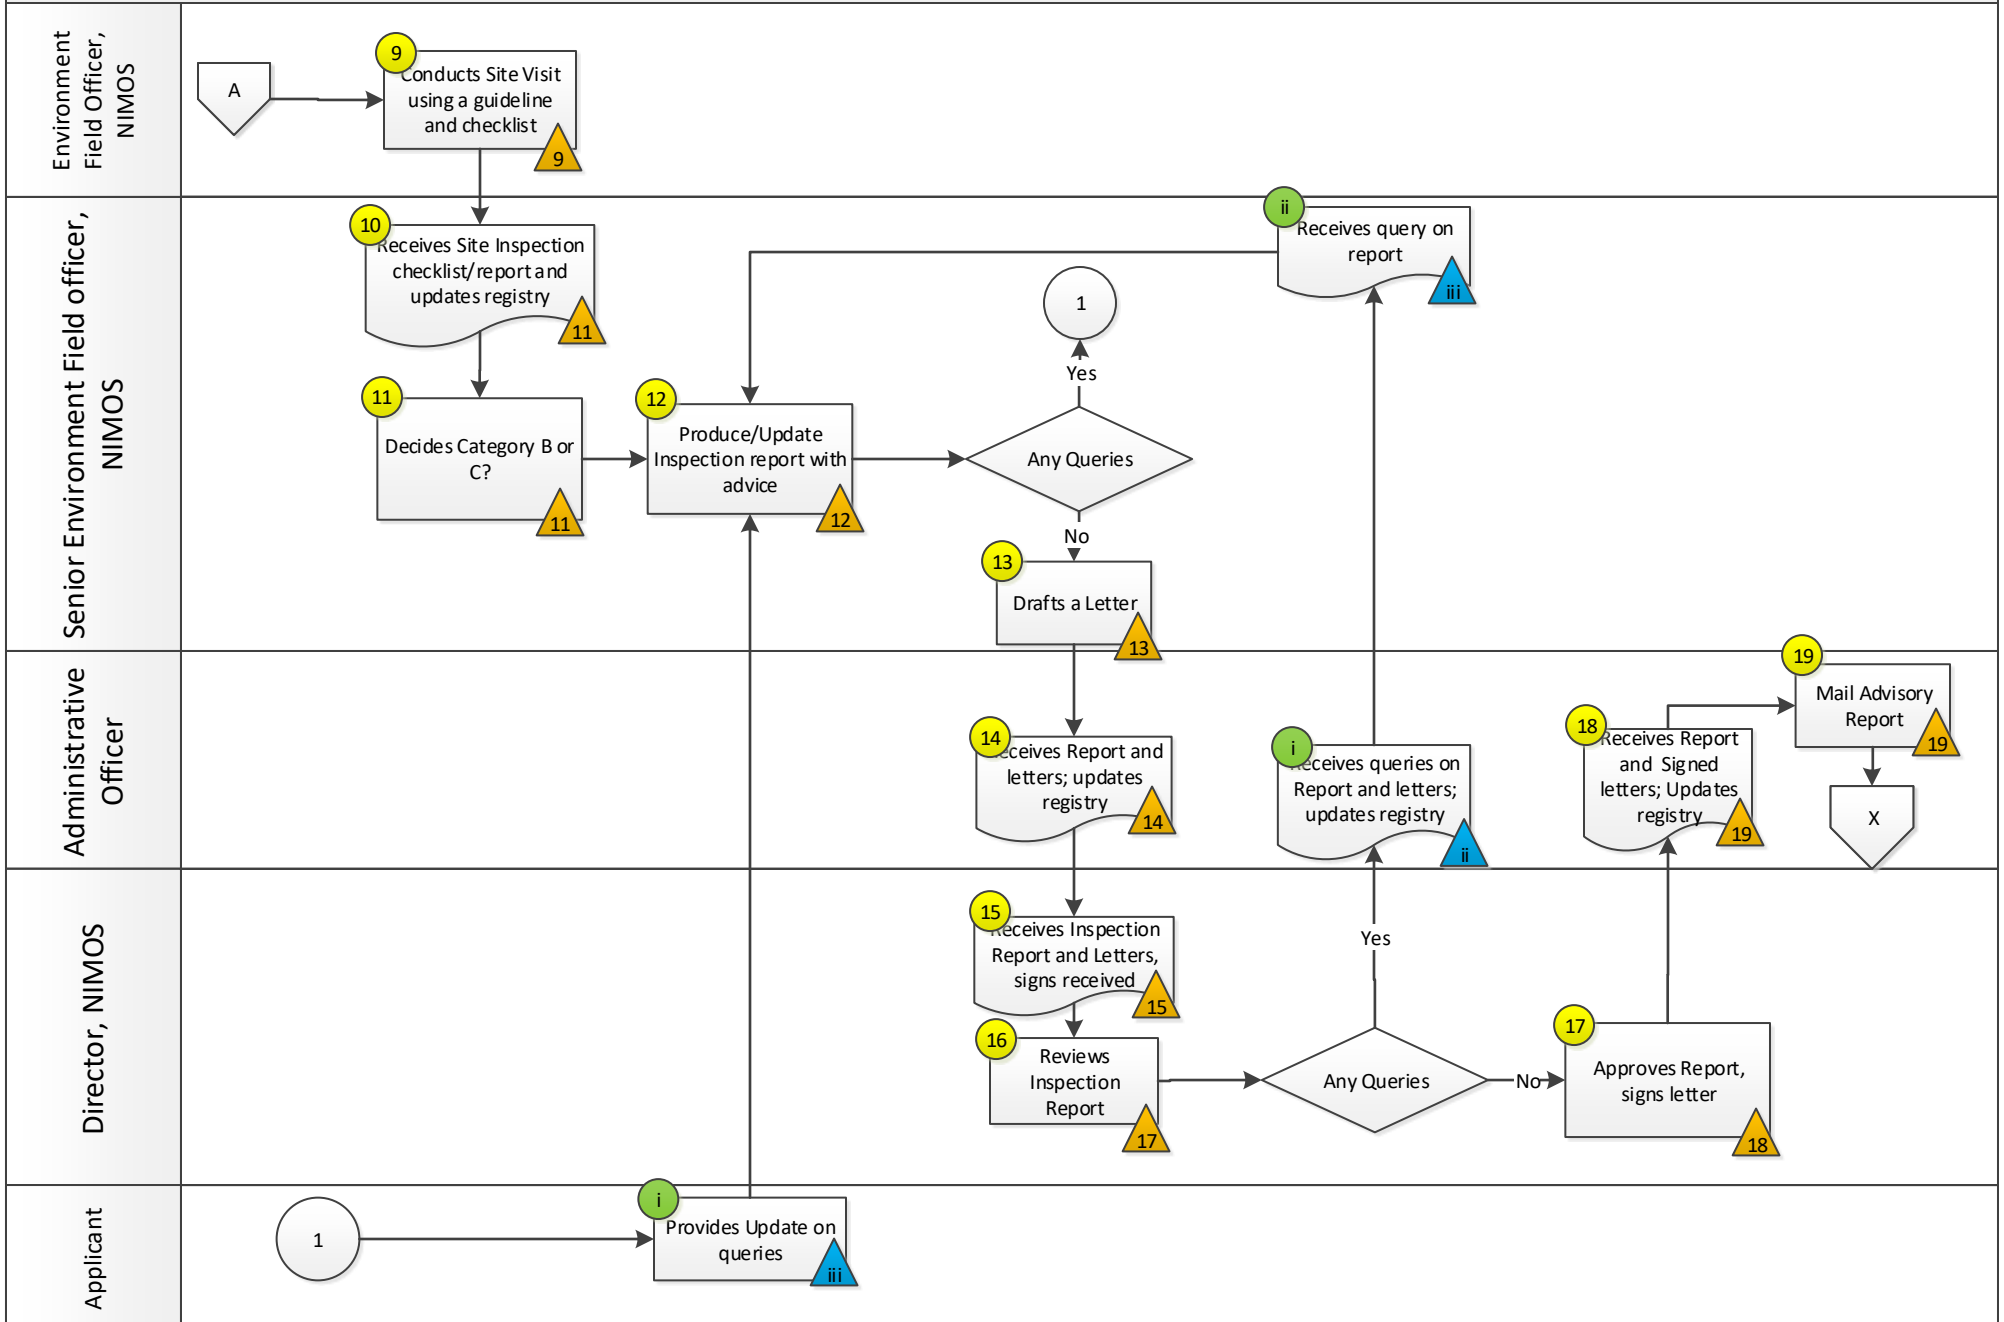 Environment
Field Officer,
NIMOS
A
9
Conducts Site Visit
using a guideline
and checklist
9
Senior Environment Field officer,
NIMOS
10
Receives Site Inspection
checklist/report and
updates registry
11
11
Decides Category B or
C?
11
12
Produce/Update
Inspection report with
advice
12
Any Queries
Yes
1
No
13
Drafts a Letter
13
ii
Receives query on
report
iii
Administrative
Officer
14
Receives Report and
letters; updates
registry
14
i
Receives queries on
Report and letters;
updates registry
ii
18
Receives Report
and Signed
letters; Updates
registry
19
19
Mail Advisory
Report
19
X
Director, NIMOS
15
Receives Inspection
Report and Letters,
signs received
15
16
Reviews
Inspection
Report
17
Any Queries
Yes
No
17
Approves Report,
signs letter
18
Applicant
1
i
Provides Update on
queries
iii